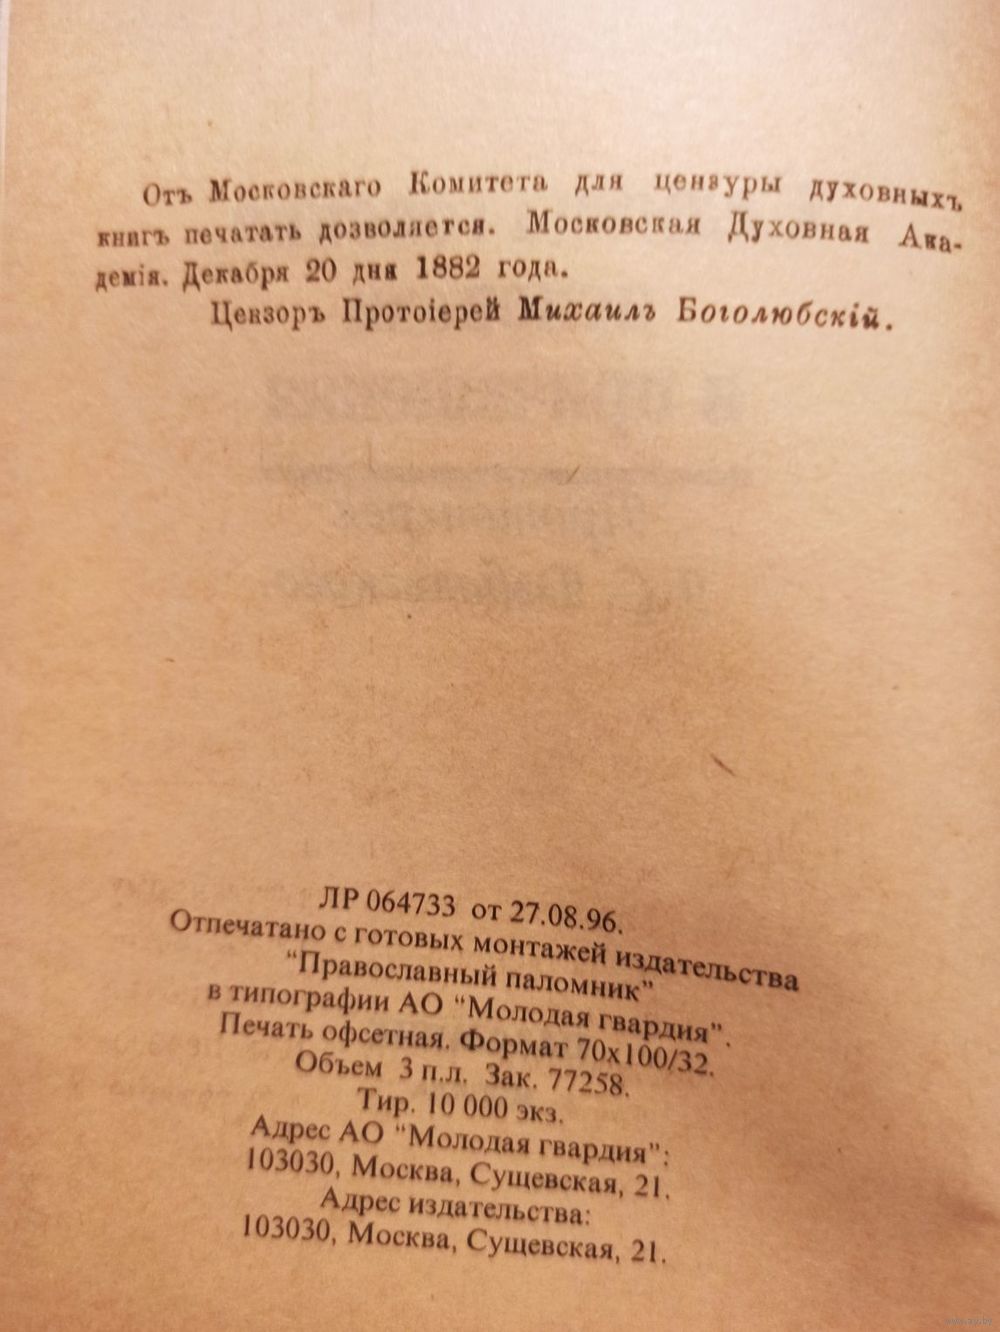 Отъ Московскаго Комитета для цензуры духовныхъ
книгъ печатать дозволяется. Московская Духовная Ака-
демія. Декабря 20 дня 1882 года.
Цензоръ Протоіерей Михаилъ Боголюбскій.
ЛР 064733 от 27.08.96.
Отпечатано с готовых монтажей издательства
“Православный паломник”
в типографии АО “Молодая гвардия”.
Печать офсетная. Формат 70х100/32.
Объем 3 п.л. Зак. 77258.
Тир. 10 000 экз.
Адрес АО “Молодая гвардия”:
103030, Москва, Сущевская, 21.
Адрес издательства:
103030, Москва, Сущевская, 21.
www.ay.by